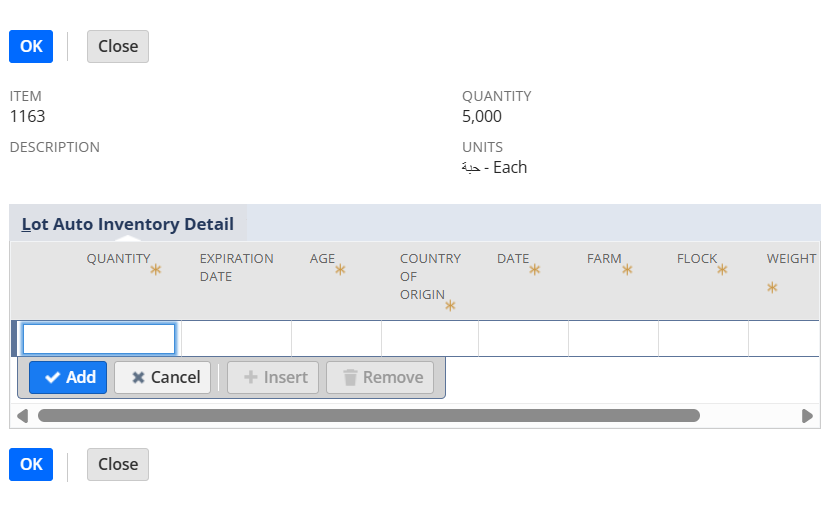 OK
Close
ITEM
QUANTITY
1163
5,000
DESCRIPTION
UNITS
حبة - Each
Lot Auto Inventory Detail
QUANTITY
EXPIRATION
DATE
AGE
COUNTRY
OF
ORIGIN
DATE
FARM
FLOCK
WEIGHT
Add
Cancel
Insert
Remove
OK
Close